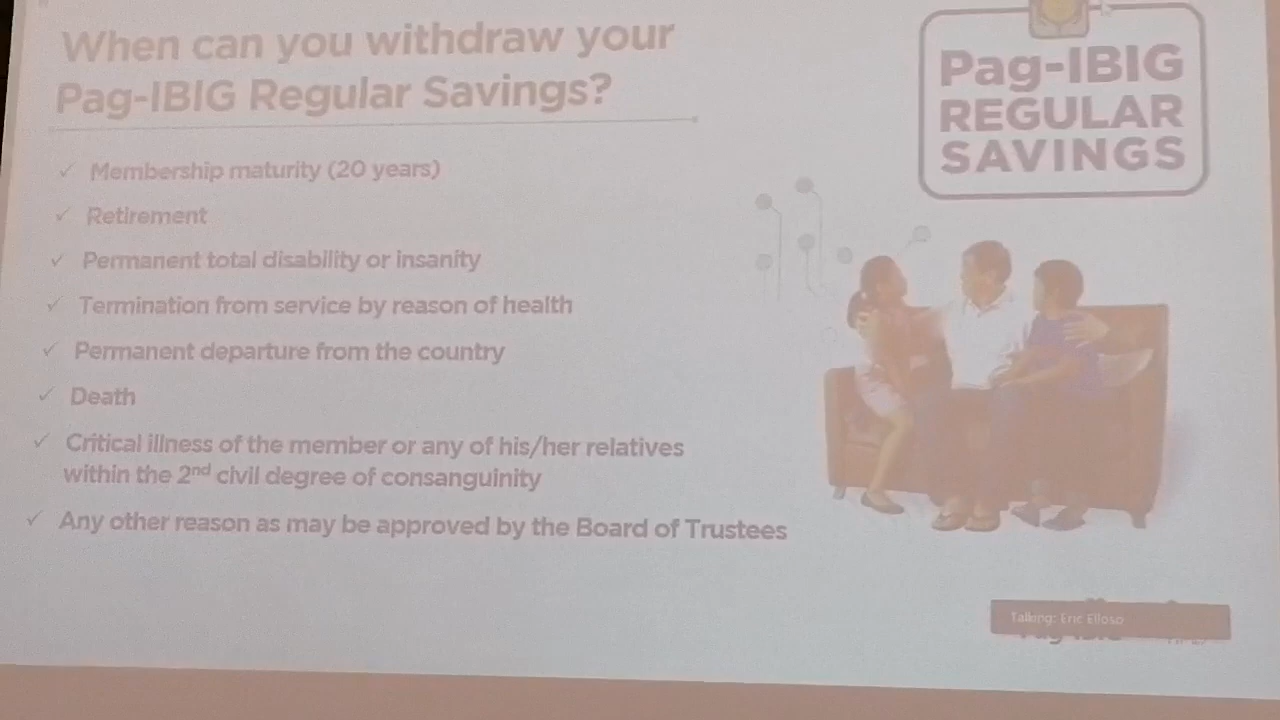 When can you withdraw your
Pag-IBIG Regular Savings?
✓ Membership maturity (20 years)
✓ Retirement
✓ Permanent total disability or insanity
✓ Termination from service by reason of health
✓ Permanent departure from the country
✓ Death
✓ Critical illness of the member or any of his/her relatives
within the 2nd civil degree of consanguinity
✓ Any other reason as may be approved by the Board of Trustees
Pag-IBIG
REGULAR
SAVINGS
Talking: Eric Elloso